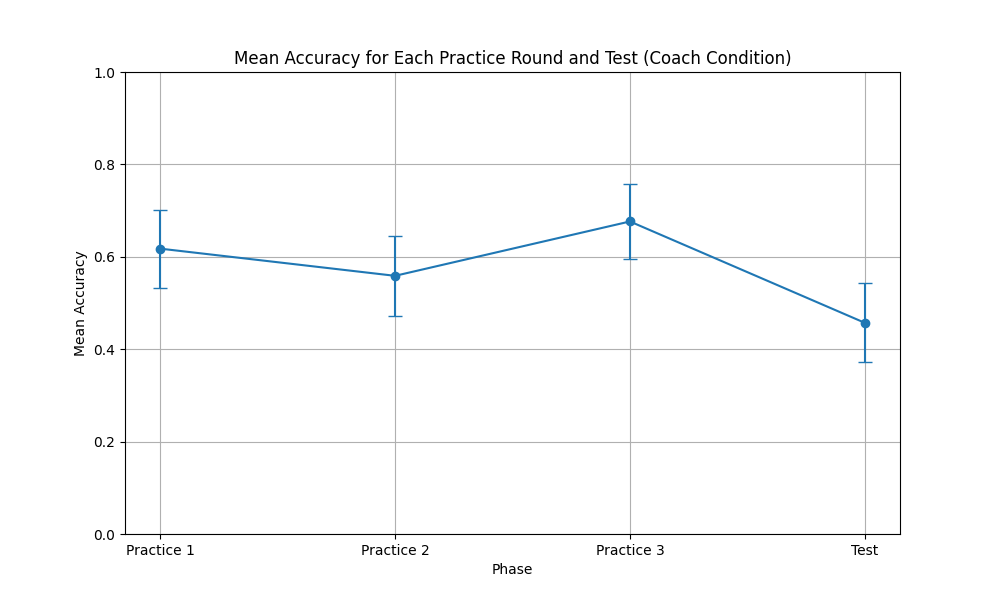 Mean Accuracy for Each Practice Round and Test (Coach Condition)
1.0
0.8
0.6
0.4
0.2
0.0
Mean Accuracy
Practice 1
Practice 2
Practice 3
Test
Phase